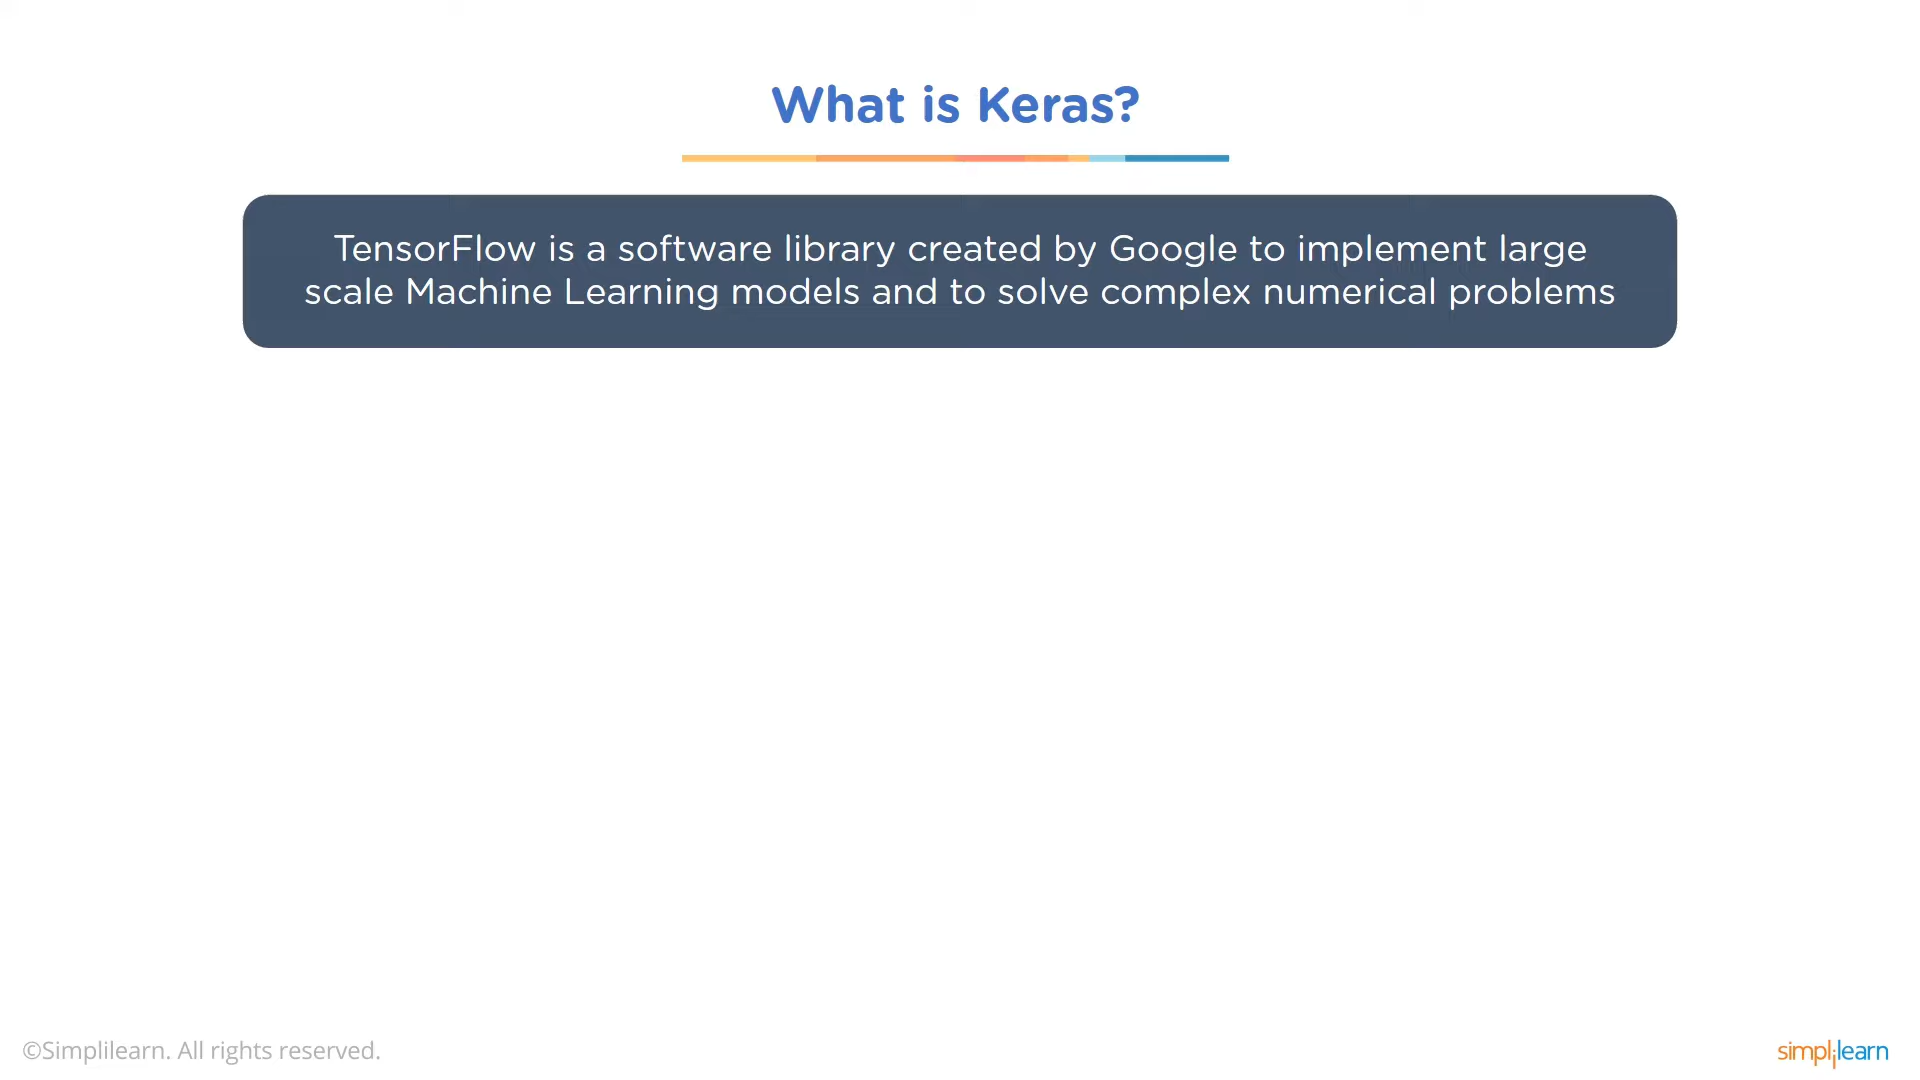 What is Keras?
TensorFlow is a software library created by Google to implement large
scale Machine Learning models and to solve complex numerical problems
©Simplilearn. All rights reserved.
simplilearn